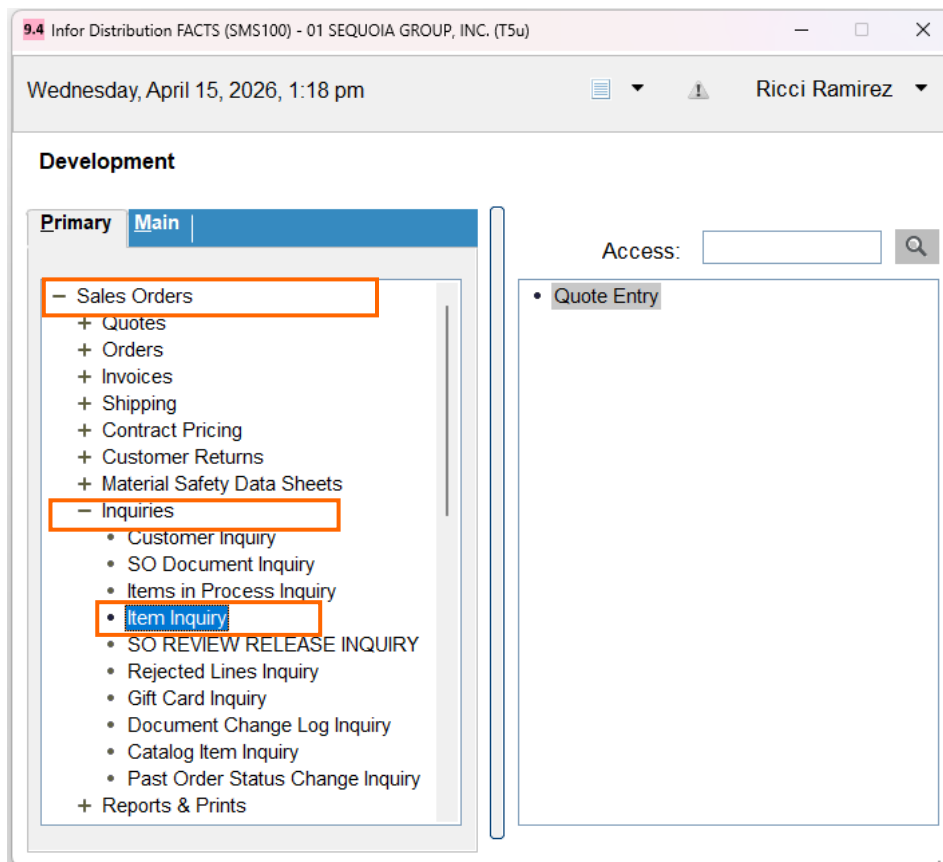 9.4 Infor Distribution FACTS (SMS100) - 01 SEQUOIA GROUP, INC. (T5u)
Wednesday, April 15, 2026, 1:18 pm
Ricci Ramirez
Development
Primary
Main
Access:
− Sales Orders
+ Quotes
+ Orders
+ Invoices
+ Shipping
+ Contract Pricing
+ Customer Returns
+ Material Safety Data Sheets
− Inquiries
• Customer Inquiry
• SO Document Inquiry
• Items in Process Inquiry
• Item Inquiry
• SO REVIEW RELEASE INQUIRY
• Rejected Lines Inquiry
• Gift Card Inquiry
• Document Change Log Inquiry
• Catalog Item Inquiry
• Past Order Status Change Inquiry
+ Reports & Prints
• Quote Entry